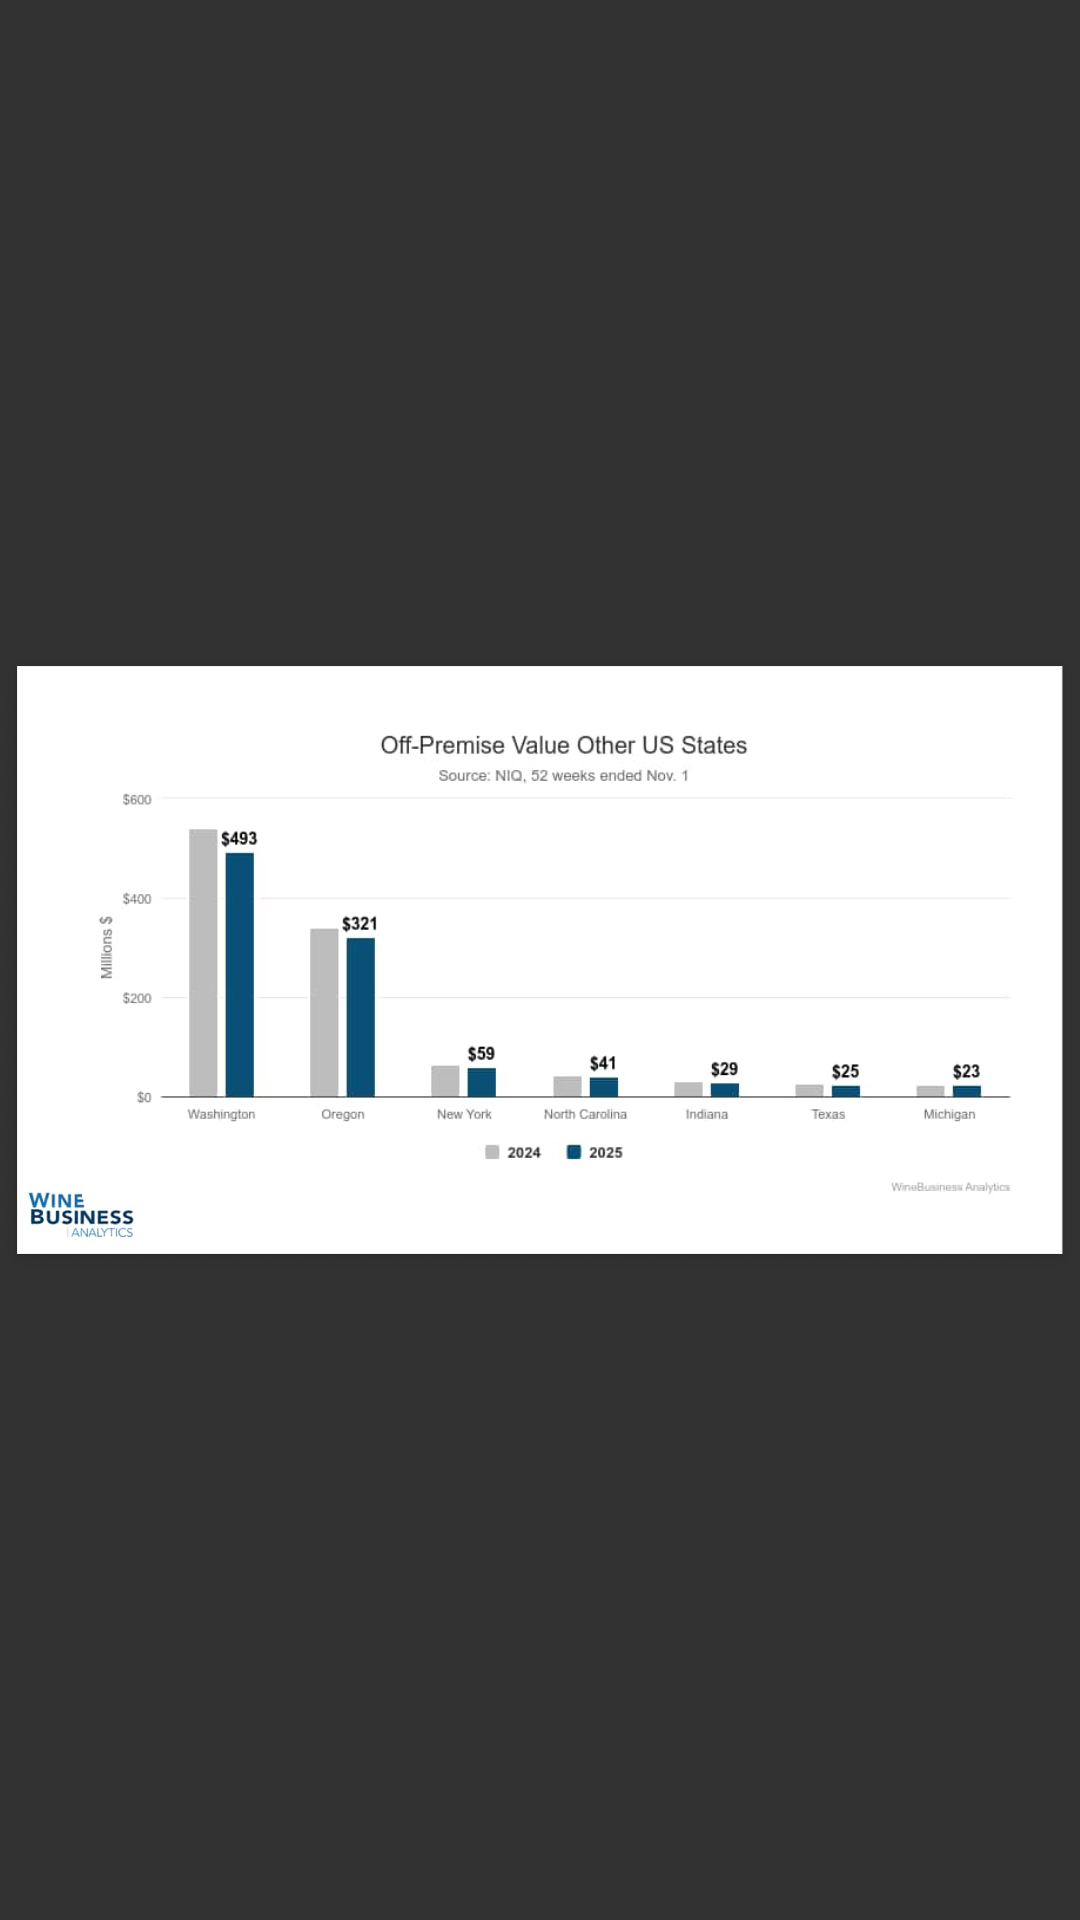 Off-Premise Value Other US States
Source: NIQ, 52 weeks ended Nov. 1
Millions $
$600
$400
$200
$0
$493
$321
$59
$41
$29
$25
$23
Washington
Oregon
New York
North Carolina
Indiana
Texas
Michigan
2024
2025
WineBusiness Analytics
WINE
BUSINESS
ANALYTICS